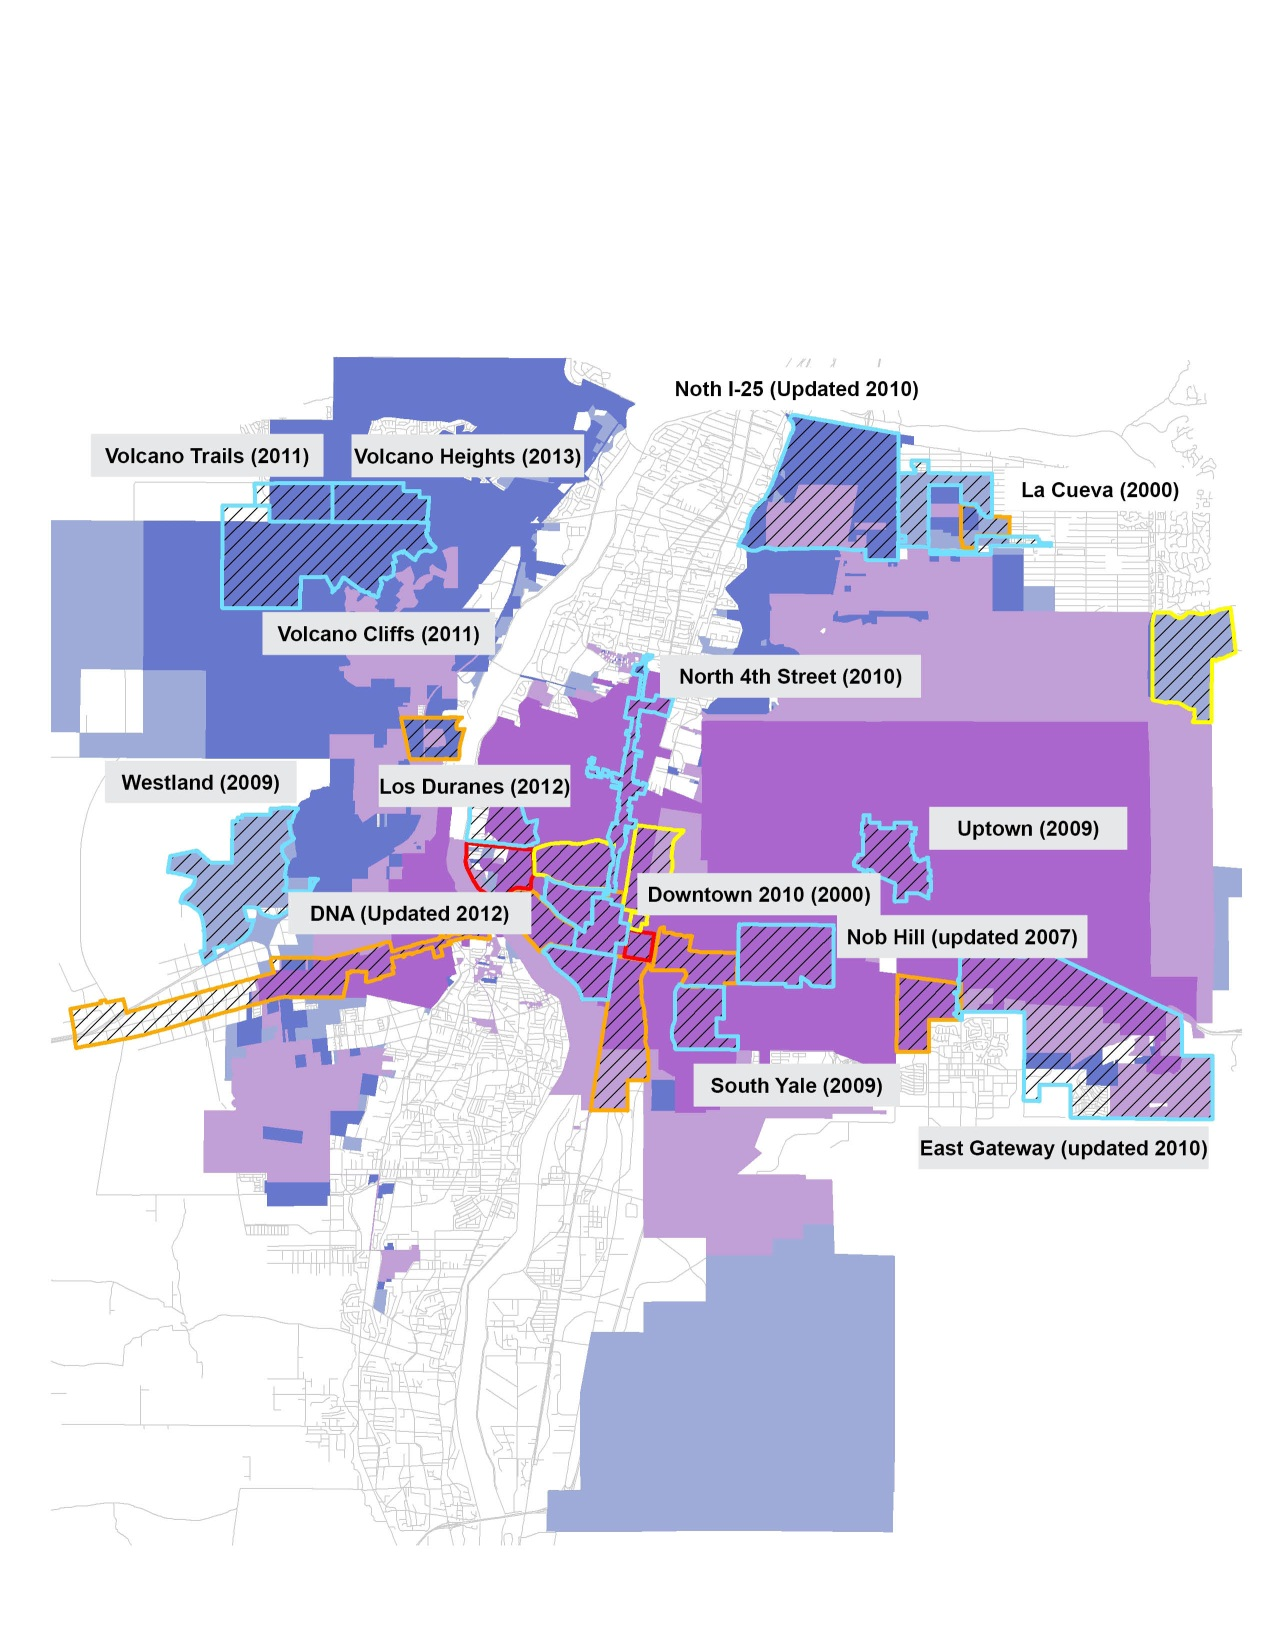 Noth I-25 (Updated 2010)
Volcano Trails (2011)
Volcano Heights (2013)
La Cueva (2000)
Volcano Cliffs (2011)
North 4th Street (2010)
Westland (2009)
Los Duranes (2012)
Uptown (2009)
Downtown 2010 (2000)
DNA (Updated 2012)
Nob Hill (updated 2007)
South Yale (2009)
East Gateway (updated 2010)